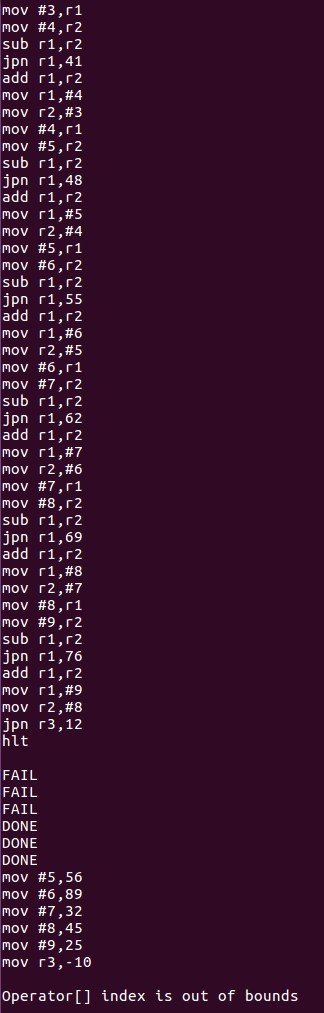 mov #3,r1
mov #4,r2
sub r1,r2
jpn r1,41
add r1,r2
mov r1,#4
mov r2,#3
mov #4,r1
mov #5,r2
sub r1,r2
jpn r1,48
add r1,r2
mov r1,#5
mov r2,#4
mov #5,r1
mov #6,r2
sub r1,r2
jpn r1,55
add r1,r2
mov r1,#6
mov r2,#5
mov #6,r1
mov #7,r2
sub r1,r2
jpn r1,62
add r1,r2
mov r1,#7
mov r2,#6
mov #7,r1
mov #8,r2
sub r1,r2
jpn r1,69
add r1,r2
mov r1,#8
mov r2,#7
mov #8,r1
mov #9,r2
sub r1,r2
jpn r1,76
add r1,r2
mov r1,#9
mov r2,#8
jpn r3,12
hlt
FAIL
FAIL
FAIL
DONE
DONE
DONE
mov #5,56
mov #6,89
mov #7,32
mov #8,45
mov #9,25
mov r3,-10
Operator[] index is out of bounds